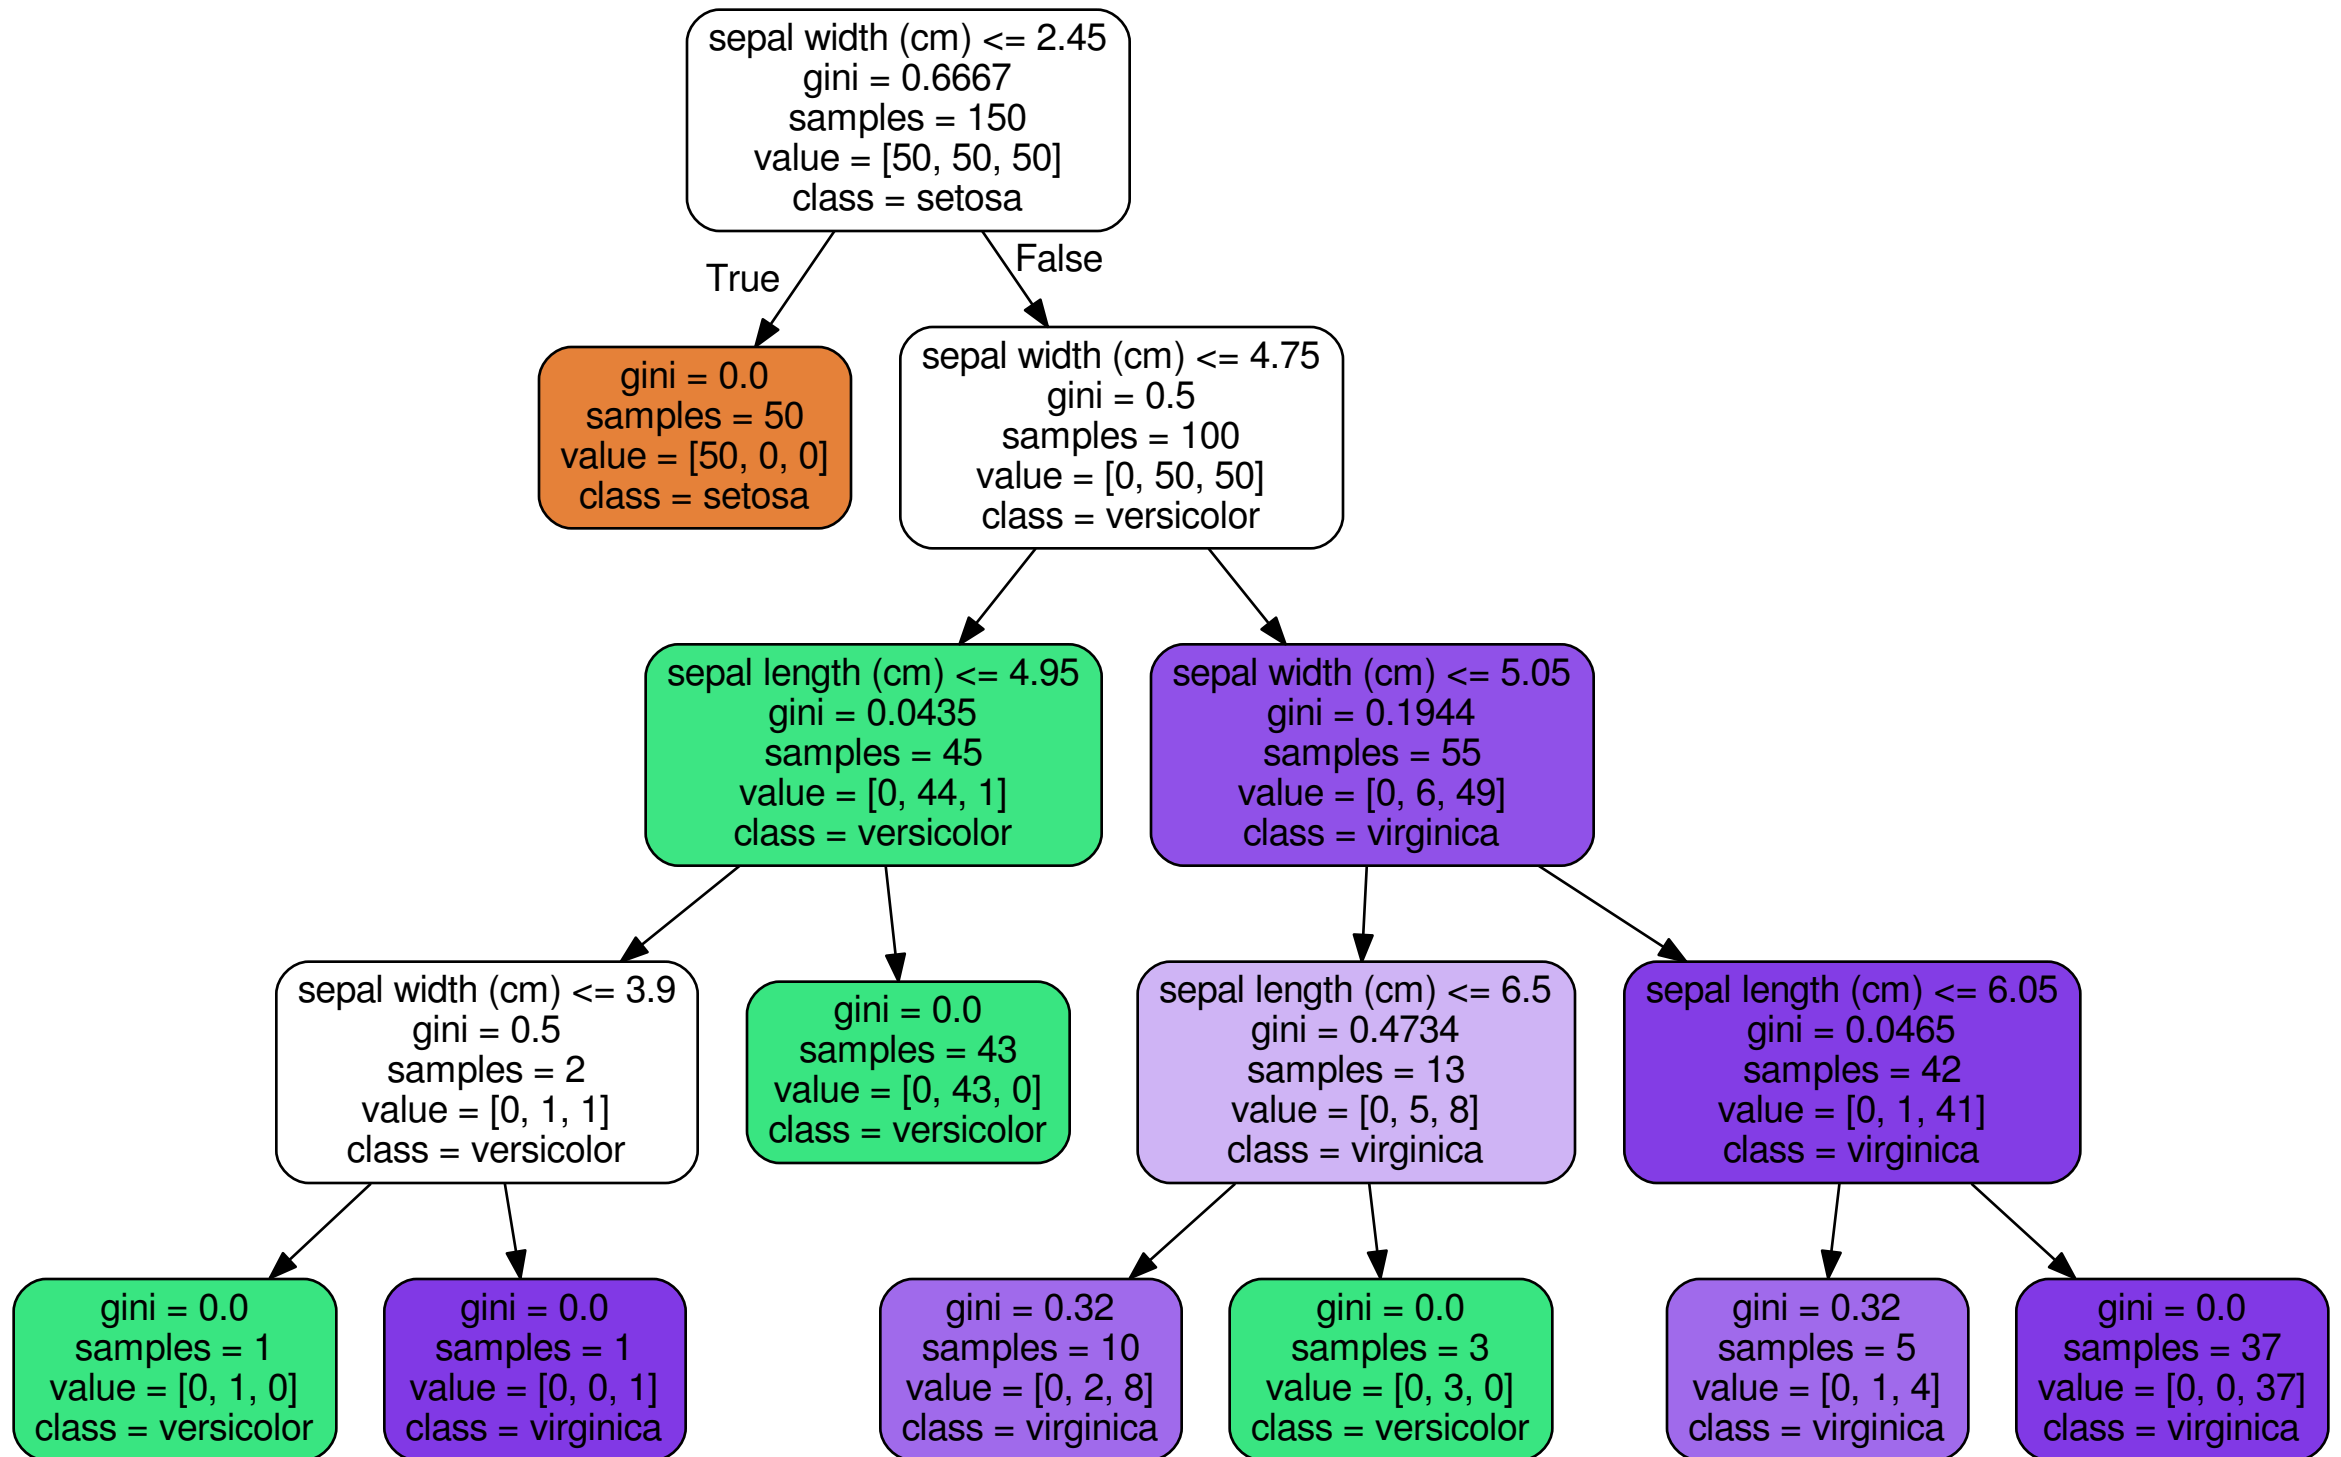 sepal width (cm) <= 2.45
gini = 0.6667
samples = 150
value = [50, 50, 50]
class = setosa
True
False
gini = 0.0
samples = 50
value = [50, 0, 0]
class = setosa
sepal width (cm) <= 4.75
gini = 0.5
samples = 100
value = [0, 50, 50]
class = versicolor
sepal length (cm) <= 4.95
gini = 0.0435
samples = 45
value = [0, 44, 1]
class = versicolor
sepal width (cm) <= 5.05
gini = 0.1944
samples = 55
value = [0, 6, 49]
class = virginica
sepal width (cm) <= 3.9
gini = 0.5
samples = 2
value = [0, 1, 1]
class = versicolor
gini = 0.0
samples = 43
value = [0, 43, 0]
class = versicolor
sepal length (cm) <= 6.5
gini = 0.4734
samples = 13
value = [0, 5, 8]
class = virginica
sepal length (cm) <= 6.05
gini = 0.0465
samples = 42
value = [0, 1, 41]
class = virginica
gini = 0.0
samples = 1
value = [0, 1, 0]
class = versicolor
gini = 0.0
samples = 1
value = [0, 0, 1]
class = virginica
gini = 0.32
samples = 10
value = [0, 2, 8]
class = virginica
gini = 0.0
samples = 3
value = [0, 3, 0]
class = versicolor
gini = 0.32
samples = 5
value = [0, 1, 4]
class = virginica
gini = 0.0
samples = 37
value = [0, 0, 37]
class = virginica